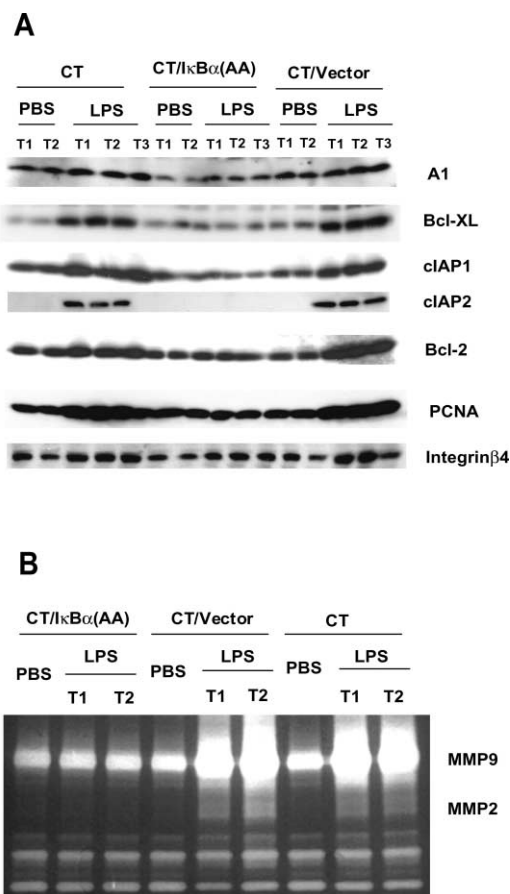 A
CT CT/IκBα(AA) CT/Vector
PBS LPS PBS LPS PBS LPS
T1 T2 T1 T2 T3 T1 T2 T1 T2 T3 T1 T2 T1 T2 T3
A1
Bcl-XL
cIAP1
cIAP2
Bcl-2
PCNA
Integrinβ4
B
CT/IκBα(AA) CT/Vector CT
PBS LPS PBS LPS PBS LPS
T1 T2 T1 T2 T1 T2
MMP9
MMP2